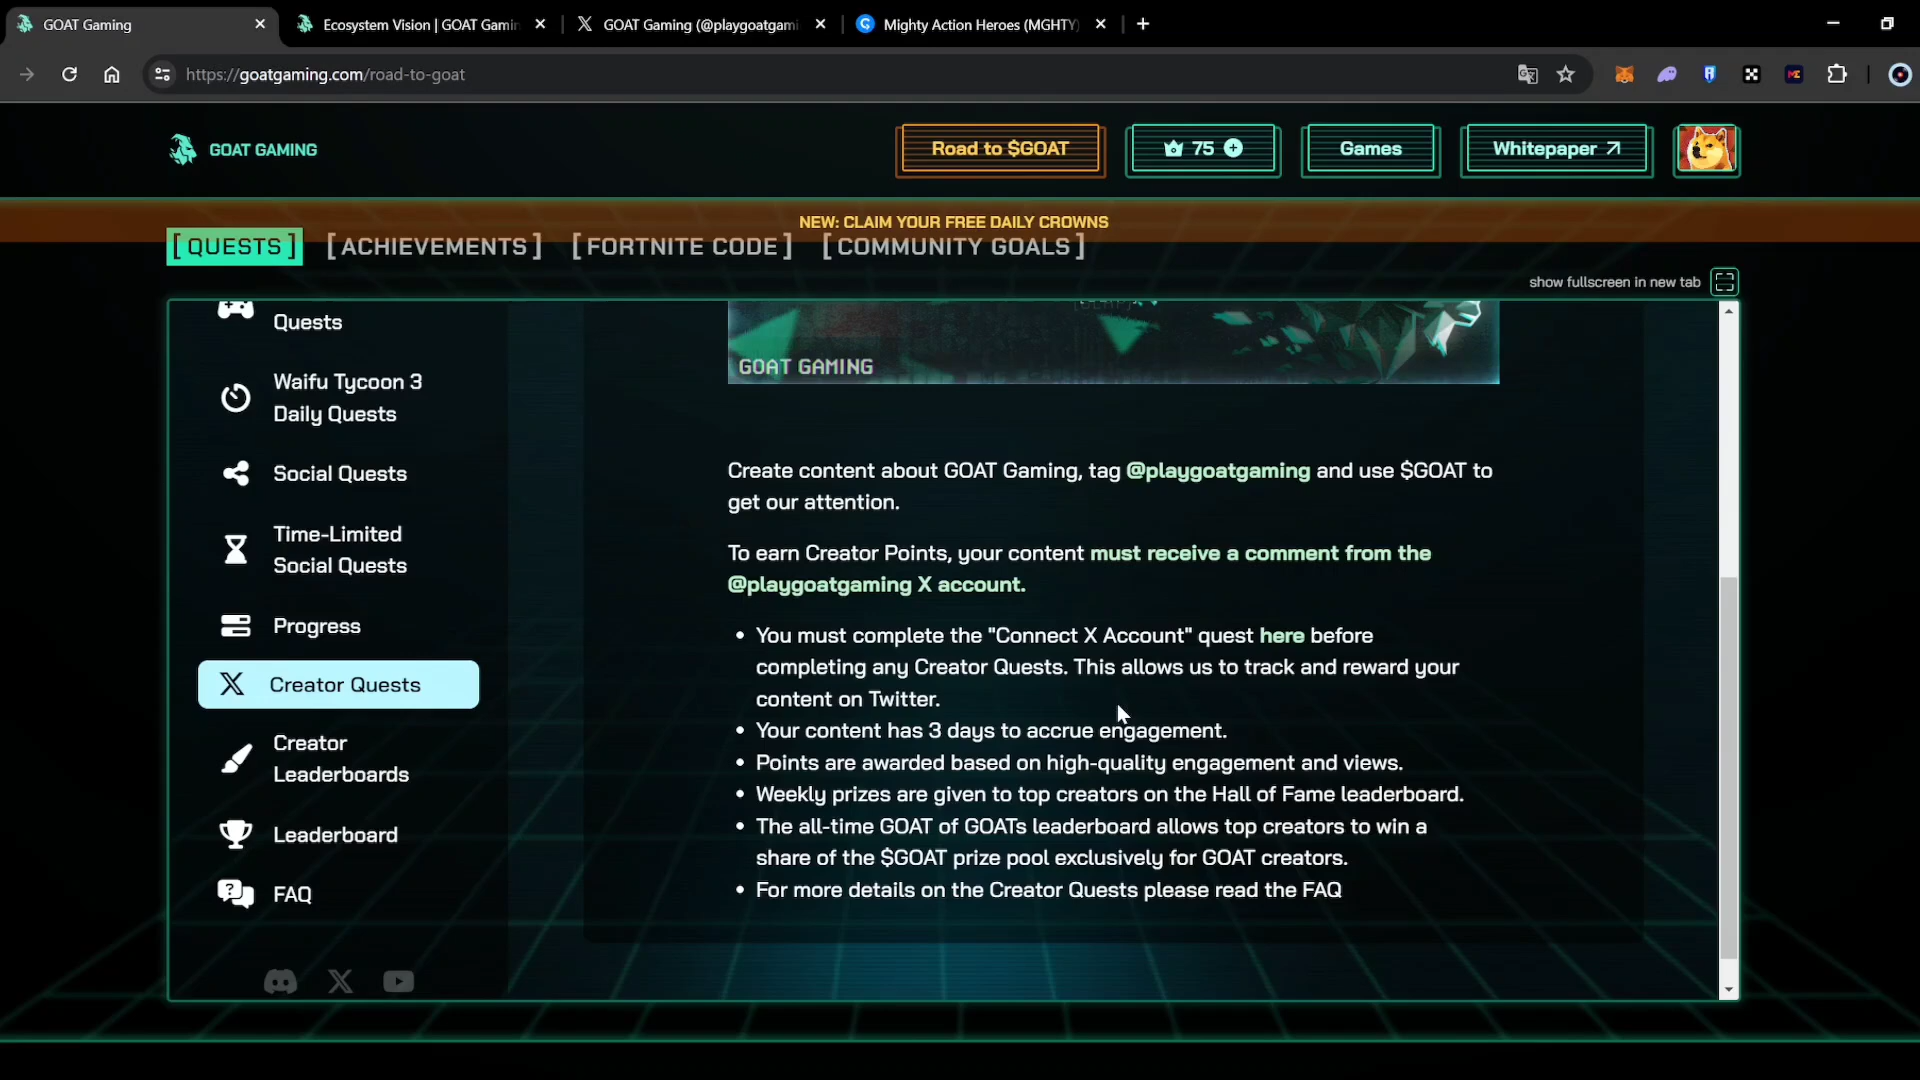 GOAT Gaming
Ecosystem Vision | GOAT Gamin
GOAT Gaming (@playgoatgami
Mighty Action Heroes (MGHTY)
https://goatgaming.com/road-to-goat
GOAT GAMING
Road to $GOAT
75
Games
Whitepaper
NEW: CLAIM YOUR FREE DAILY CROWNS
[QUESTS]
[ACHIEVEMENTS]
[FORTNITE CODE]
[COMMUNITY GOALS]
show fullscreen in new tab
Quests
Waifu Tycoon 3
Daily Quests
Social Quests
Time-Limited
Social Quests
Progress
Creator Quests
Creator
Leaderboards
Leaderboard
FAQ
GOAT GAMING
Create content about GOAT Gaming, tag @playgoatgaming and use $GOAT to
get our attention.
To earn Creator Points, your content must receive a comment from the
@playgoatgaming X account.
• You must complete the "Connect X Account" quest here before
completing any Creator Quests. This allows us to track and reward your
content on Twitter.
• Your content has 3 days to accrue engagement.
• Points are awarded based on high-quality engagement and views.
• Weekly prizes are given to top creators on the Hall of Fame leaderboard.
• The all-time GOAT of GOATs leaderboard allows top creators to win a
share of the $GOAT prize pool exclusively for GOAT creators.
• For more details on the Creator Quests please read the FAQ